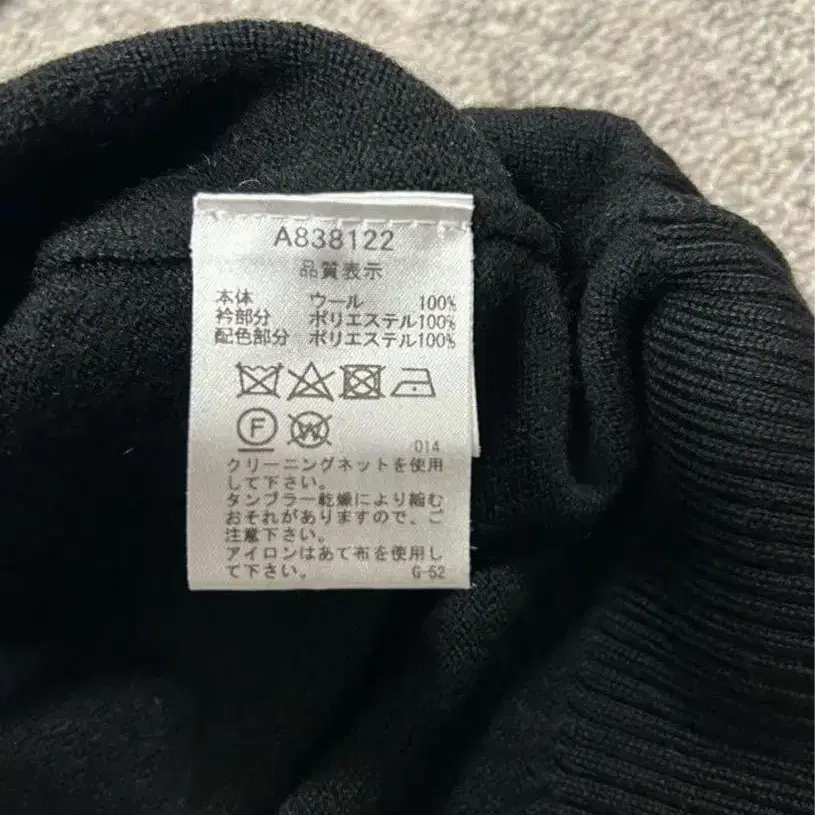 A838122
品質表示
本体 ウール 100%
衿部分 ポリエステル100%
配色部分 ポリエステル100%
F W
014
クリーニングネットを使用
して下さい。
タンブラー乾燥により縮む
おそれがありますので、ご
注意下さい。
アイロンはあて布を使用し
て下さい。 G-52